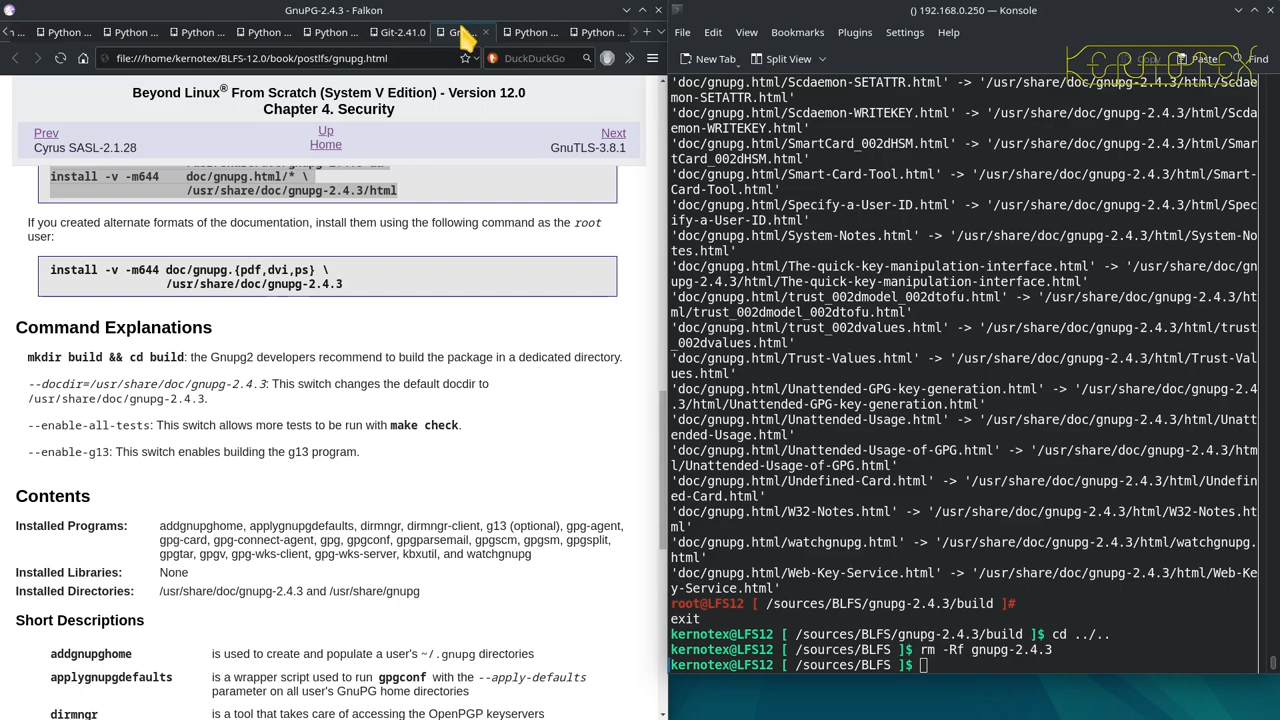 GnuPG-2.4.3 - Falkon
n ...
Python ...
Python ...
Python ...
Python ...
Python ...
Git-2.41.0
Python ...
Python ...
file:///home/kernotex/BLFS-12.0/book/postlfs/gnupg.html
DuckDuckGo
Beyond Linux® From Scratch (System V Edition) - Version 12.0
Chapter 4. Security
Prev
Up
Next
Cyrus SASL-2.1.28
Home
GnuTLS-3.8.1
install -v -m644    doc/gnupg.html/* \
/usr/share/doc/gnupg-2.4.3/html
If you created alternate formats of the documentation, install them using the following command as the root
user:
install -v -m644 doc/gnupg.{pdf,dvi,ps} \
/usr/share/doc/gnupg-2.4.3
Command Explanations
mkdir build && cd build: the Gnupg2 developers recommend to build the package in a dedicated directory.
--docdir=/usr/share/doc/gnupg-2.4.3: This switch changes the default docdir to
/usr/share/doc/gnupg-2.4.3.
--enable-all-tests: This switch allows more tests to be run with make check.
--enable-g13: This switch enables building the g13 program.
Contents
Installed Programs: addgnupghome, applygnupgdefaults, dirmngr, dirmngr-client, g13 (optional), gpg-agent,
gpg-card, gpg-connect-agent, gpg, gpgconf, gpgparsemail, gpgscm, gpgsm, gpgsplit,
gpgtar, gpgv, gpg-wks-client, gpg-wks-server, kbxutil, and watchgnupg
Installed Libraries: None
Installed Directories: /usr/share/doc/gnupg-2.4.3 and /usr/share/gnupg
Short Descriptions
addgnupghome is used to create and populate a user's ~/.gnupg directories
applygnupgdefaults is a wrapper script used to run gpgconf with the --apply-defaults
parameter on all user's GnuPG home directories
dirmngr is a tool that takes care of accessing the OpenPGP keyservers
() 192.168.0.250 — Konsole
File
Edit
View
Bookmarks
Plugins
Settings
Help
New Tab
Split View
Copy
Paste
Find
KERNOTEX
'doc/gnupg.html/Scdaemon-SETATTR.html' -> '/usr/share/doc/gnupg-2.4.3/html/Scdae
mon-SETATTR.html'
'doc/gnupg.html/Scdaemon-WRITEKEY.html' -> '/usr/share/doc/gnupg-2.4.3/html/Scda
emon-WRITEKEY.html'
'doc/gnupg.html/SmartCard_002dHSM.html' -> '/usr/share/doc/gnupg-2.4.3/html/Smar
tCard_002dHSM.html'
'doc/gnupg.html/Smart-Card-Tool.html' -> '/usr/share/doc/gnupg-2.4.3/html/Smart-
Card-Tool.html'
'doc/gnupg.html/Specify-a-User-ID.html' -> '/usr/share/doc/gnupg-2.4.3/html/Spec
ify-a-User-ID.html'
'doc/gnupg.html/System-Notes.html' -> '/usr/share/doc/gnupg-2.4.3/html/System-No
tes.html'
'doc/gnupg.html/The-quick-key-manipulation-interface.html' -> '/usr/share/doc/gn
upg-2.4.3/html/The-quick-key-manipulation-interface.html'
'doc/gnupg.html/trust_002dmodel_002dtofu.html' -> '/usr/share/doc/gnupg-2.4.3/ht
ml/trust_002dmodel_002dtofu.html'
'doc/gnupg.html/trust_002dvalues.html' -> '/usr/share/doc/gnupg-2.4.3/html/trust
_002dvalues.html'
'doc/gnupg.html/Trust-Values.html' -> '/usr/share/doc/gnupg-2.4.3/html/Trust-Val
ues.html'
'doc/gnupg.html/Unattended-GPG-key-generation.html' -> '/usr/share/doc/gnupg-2.4
.3/html/Unattended-GPG-key-generation.html'
'doc/gnupg.html/Unattended-Usage.html' -> '/usr/share/doc/gnupg-2.4.3/html/Unatt
ended-Usage.html'
'doc/gnupg.html/Unattended-Usage-of-GPG.html' -> '/usr/share/doc/gnupg-2.4.3/htm
l/Unattended-Usage-of-GPG.html'
'doc/gnupg.html/Undefined-Card.html' -> '/usr/share/doc/gnupg-2.4.3/html/Undefin
ed-Card.html'
'doc/gnupg.html/W32-Notes.html' -> '/usr/share/doc/gnupg-2.4.3/html/W32-Notes.ht
ml'
'doc/gnupg.html/watchgnupg.html' -> '/usr/share/doc/gnupg-2.4.3/html/watchgnupg.
html'
'doc/gnupg.html/Web-Key-Service.html' -> '/usr/share/doc/gnupg-2.4.3/html/Web-Ke
y-Service.html'
root@LFS12 [ /sources/BLFS/gnupg-2.4.3/build ]#
exit
kernotex@LFS12 [ /sources/BLFS/gnupg-2.4.3/build ]$ cd ../..
kernotex@LFS12 [ /sources/BLFS ]$ rm -Rf gnupg-2.4.3
kernotex@LFS12 [ /sources/BLFS ]$